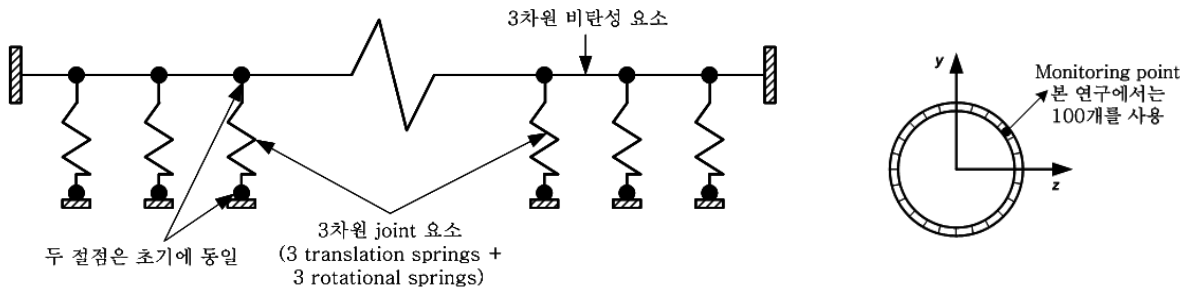 3차원 비탄성 요소
두 절점은 초기에 동일
3차원 joint 요소
(3 translation springs +
3 rotational springs)
y
z
Monitoring point
본 연구에서는
100개를 사용